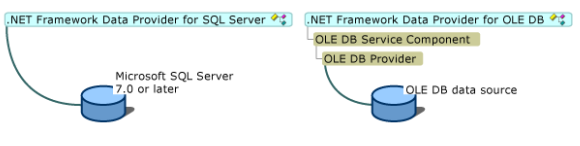 .NET Framework Data Provider for SQL Server
Microsoft SQL Server
7.0 or later
.NET Framework Data Provider for OLE DB
OLE DB Service Component
OLE DB Provider
OLE DB data source